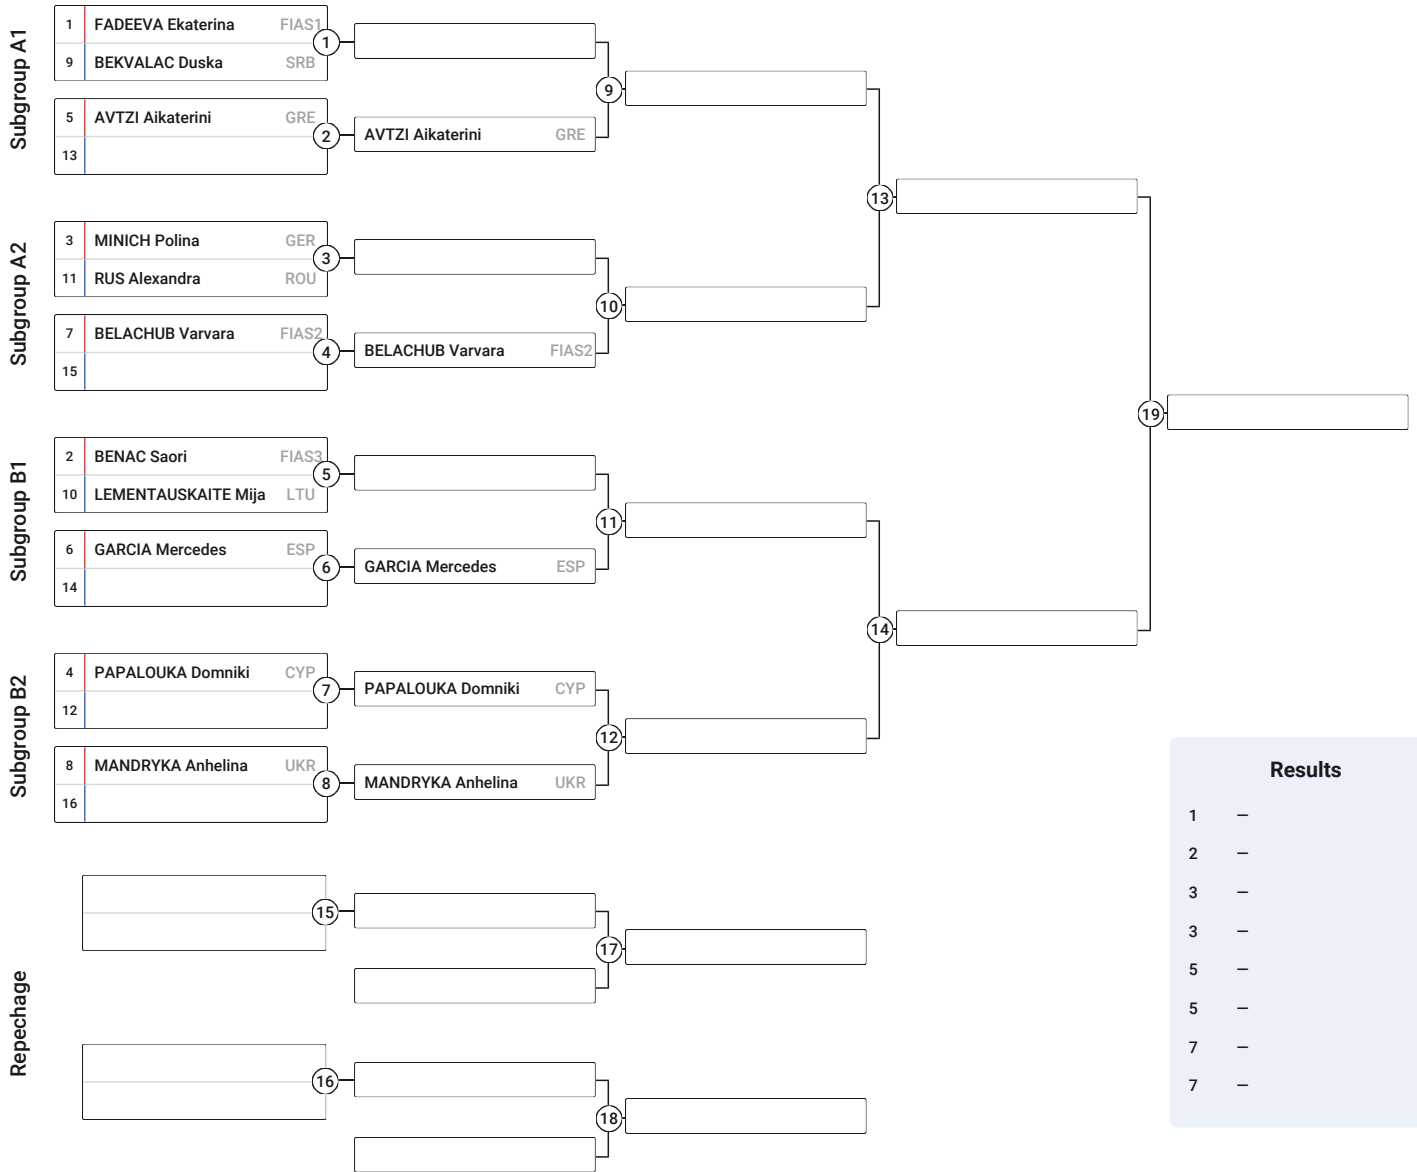 Subgroup A1
1 FADEEVA Ekaterina FIAS1
9 BEKVALAC Duska SRB
1
5 AVTZI Aikaterini GRE
13
2
AVTZI Aikaterini GRE
9
Subgroup A2
3 MINICH Polina GER
11 RUS Alexandra ROU
3
7 BELACHUB Varvara FIAS2
15
4
BELACHUB Varvara FIAS2
10
13
Subgroup B1
2 BENAC Saori FIAS3
10 LEMENTAUSKAITE Mija LTU
5
6 GARCIA Mercedes ESP
14
6
GARCIA Mercedes ESP
11
Subgroup B2
4 PAPALOUKA Domniki CYP
12
7
PAPALOUKA Domniki CYP
8 MANDRYKA Anhelina UKR
16
8
MANDRYKA Anhelina UKR
12
14
19
Repechage
15
17
16
18
Results
1 –
2 –
3 –
3 –
5 –
5 –
7 –
7 –